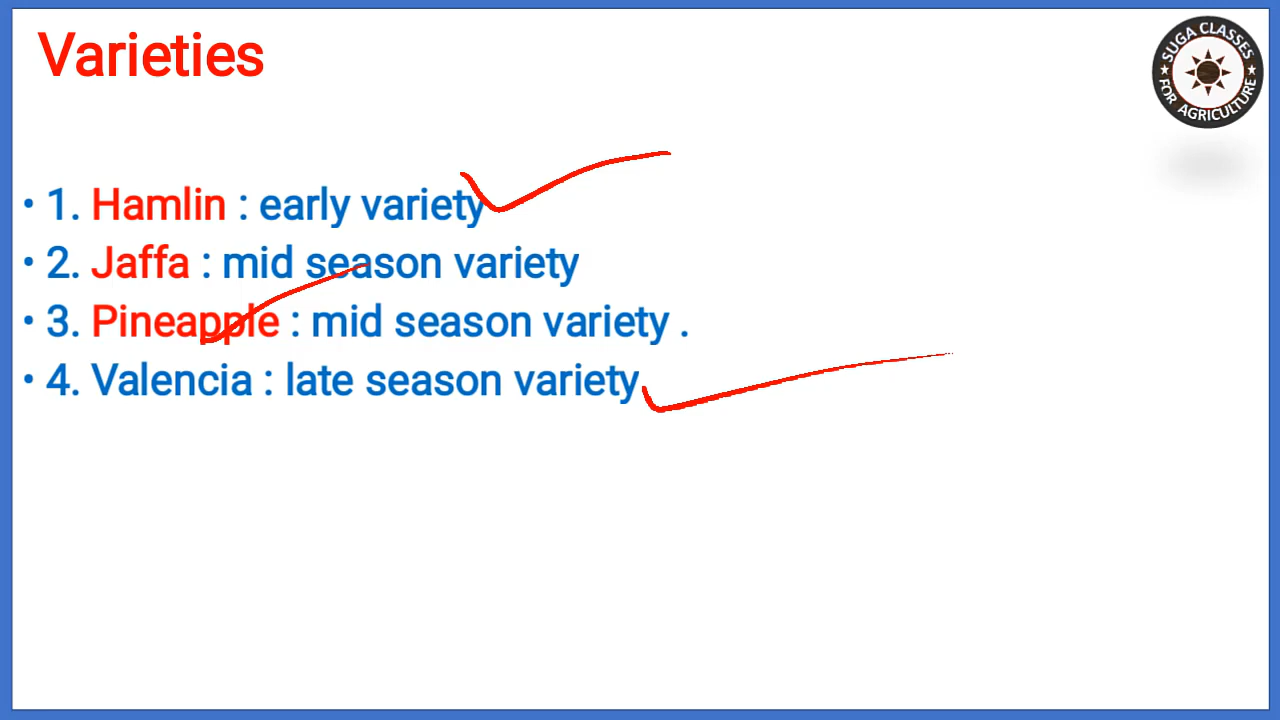 Varieties
SUGA CLASSES
FOR AGRICULTURE
• 1. Hamlin : early variety
• 2. Jaffa : mid season variety
• 3. Pineapple : mid season variety .
• 4. Valencia : late season variety